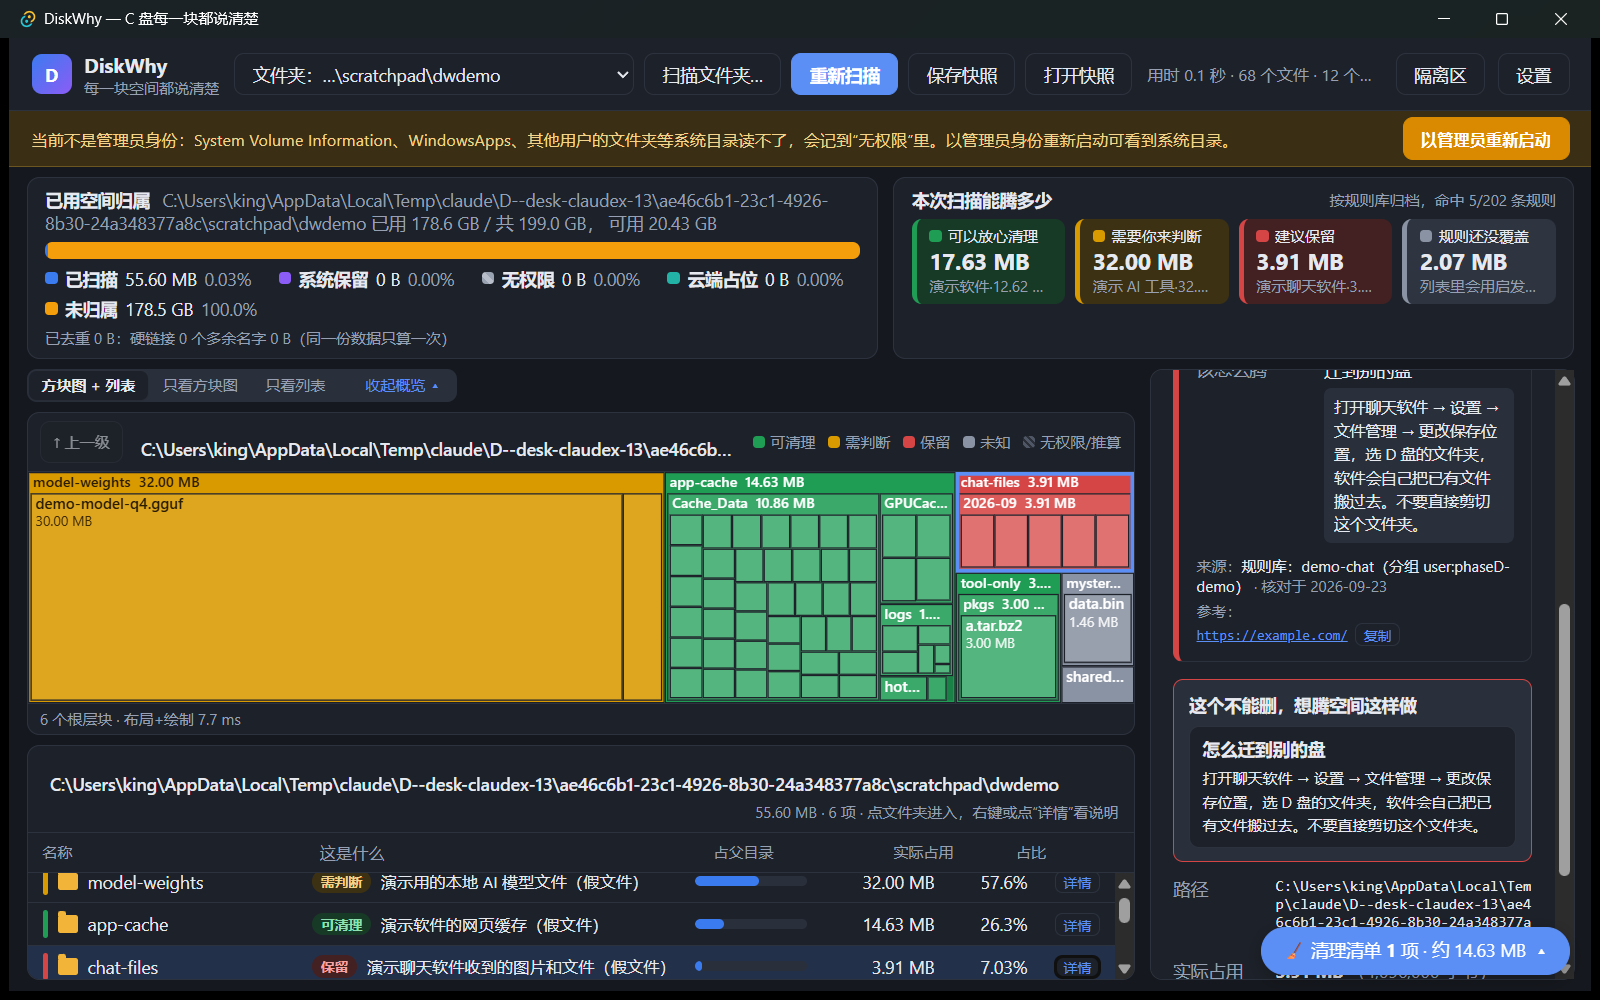 DiskWhy — C 盘每一块都说清楚
D
DiskWhy
每一块空间都说清楚
文件夹：...\scratchpad\dwdemo
扫描文件夹...
重新扫描
保存快照
打开快照
用时 0.1 秒 · 68 个文件 · 12 个...
隔离区
设置
当前不是管理员身份：System Volume Information、WindowsApps、其他用户的文件夹等系统目录读不了，会记到“无权限”里。以管理员身份重新启动可看到系统目录。
以管理员重新启动
已用空间归属 C:\Users\king\AppData\Local\Temp\claude\D--desk-claudex-13\ae46c6b1-23c1-4926-
8b30-24a348377a8c\scratchpad\dwdemo 已用 178.6 GB / 共 199.0 GB， 可用 20.43 GB
已扫描 55.60 MB 0.03%
系统保留 0 B 0.00%
无权限 0 B 0.00%
云端占位 0 B 0.00%
未归属 178.5 GB 100.0%
已去重 0 B：硬链接 0 个多余名字 0 B（同一份数据只算一次）
本次扫描能腾多少
按规则库归档，命中 5/202 条规则
可以放心清理
17.63 MB
演示软件·12.62 ...
需要你来判断
32.00 MB
演示 AI 工具·32....
建议保留
3.91 MB
演示聊天软件·3....
规则还没覆盖
2.07 MB
列表里会用启发...
方块图 + 列表
只看方块图
只看列表
收起概览 ▴
↑ 上一级
C:\Users\king\AppData\Local\Temp\claude\D--desk-claudex-13\ae46c6b...
可清理
需判断
保留
未知
无权限/推算
model-weights 32.00 MB
demo-model-q4.gguf
30.00 MB
app-cache 14.63 MB
Cache_Data 10.86 MB
GPUCac...
logs 1....
hot...
chat-files 3.91 MB
2026-09 3.91 MB
tool-only 3....
pkgs 3.00 ...
a.tar.bz2
3.00 MB
myster...
data.bin
1.46 MB
shared...
6 个根层块 · 布局+绘制 7.7 ms
C:\Users\king\AppData\Local\Temp\claude\D--desk-claudex-13\ae46c6b1-23c1-4926-8b30-24a348377a8c\scratchpad\dwdemo
55.60 MB · 6 项 · 点文件夹进入，右键或点“详情”看说明
名称
这是什么
占父目录
实际占用
占比
model-weights 需判断 演示用的本地 AI 模型文件（假文件） 32.00 MB 57.6% 详情
app-cache 可清理 演示软件的网页缓存（假文件） 14.63 MB 26.3% 详情
chat-files 保留 演示聊天软件收到的图片和文件（假文件） 3.91 MB 7.03% 详情
该怎么腾
迁到别的盘
打开聊天软件 → 设置 →
文件管理 → 更改保存位
置，选 D 盘的文件夹，
软件会自己把已有文件
搬过去。不要直接剪切
这个文件夹。
来源：规则库：demo-chat（分组 user:phaseD-
demo） · 核对于 2026-09-23
参考：
https://example.com/ 复制
这个不能删，想腾空间这样做
怎么迁到别的盘
打开聊天软件 → 设置 → 文件管理 → 更改保
存位置，选 D 盘的文件夹，软件会自己把已
有文件搬过去。不要直接剪切这个文件夹。
路径
C:\Users\king\AppData\Local\Tem
p\claude\D--desk-claudex-13\ae4
6c6b1-23c1-4926-8b30-24a348377a
清理清单 1 项 · 约 14.63 MB ▴
实际占用